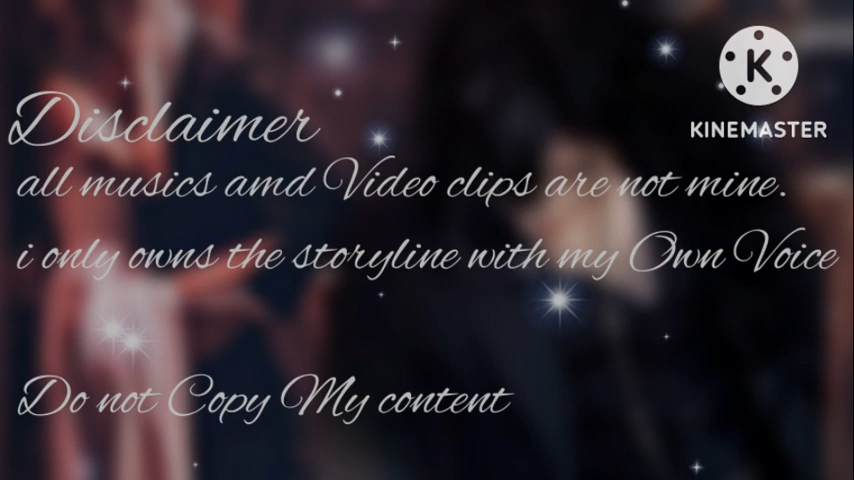 K
KINEMASTER
Disclaimer
all musics amd Video clips are not mine.
i only owns the storyline with my Own Voice
Do not Copy My content